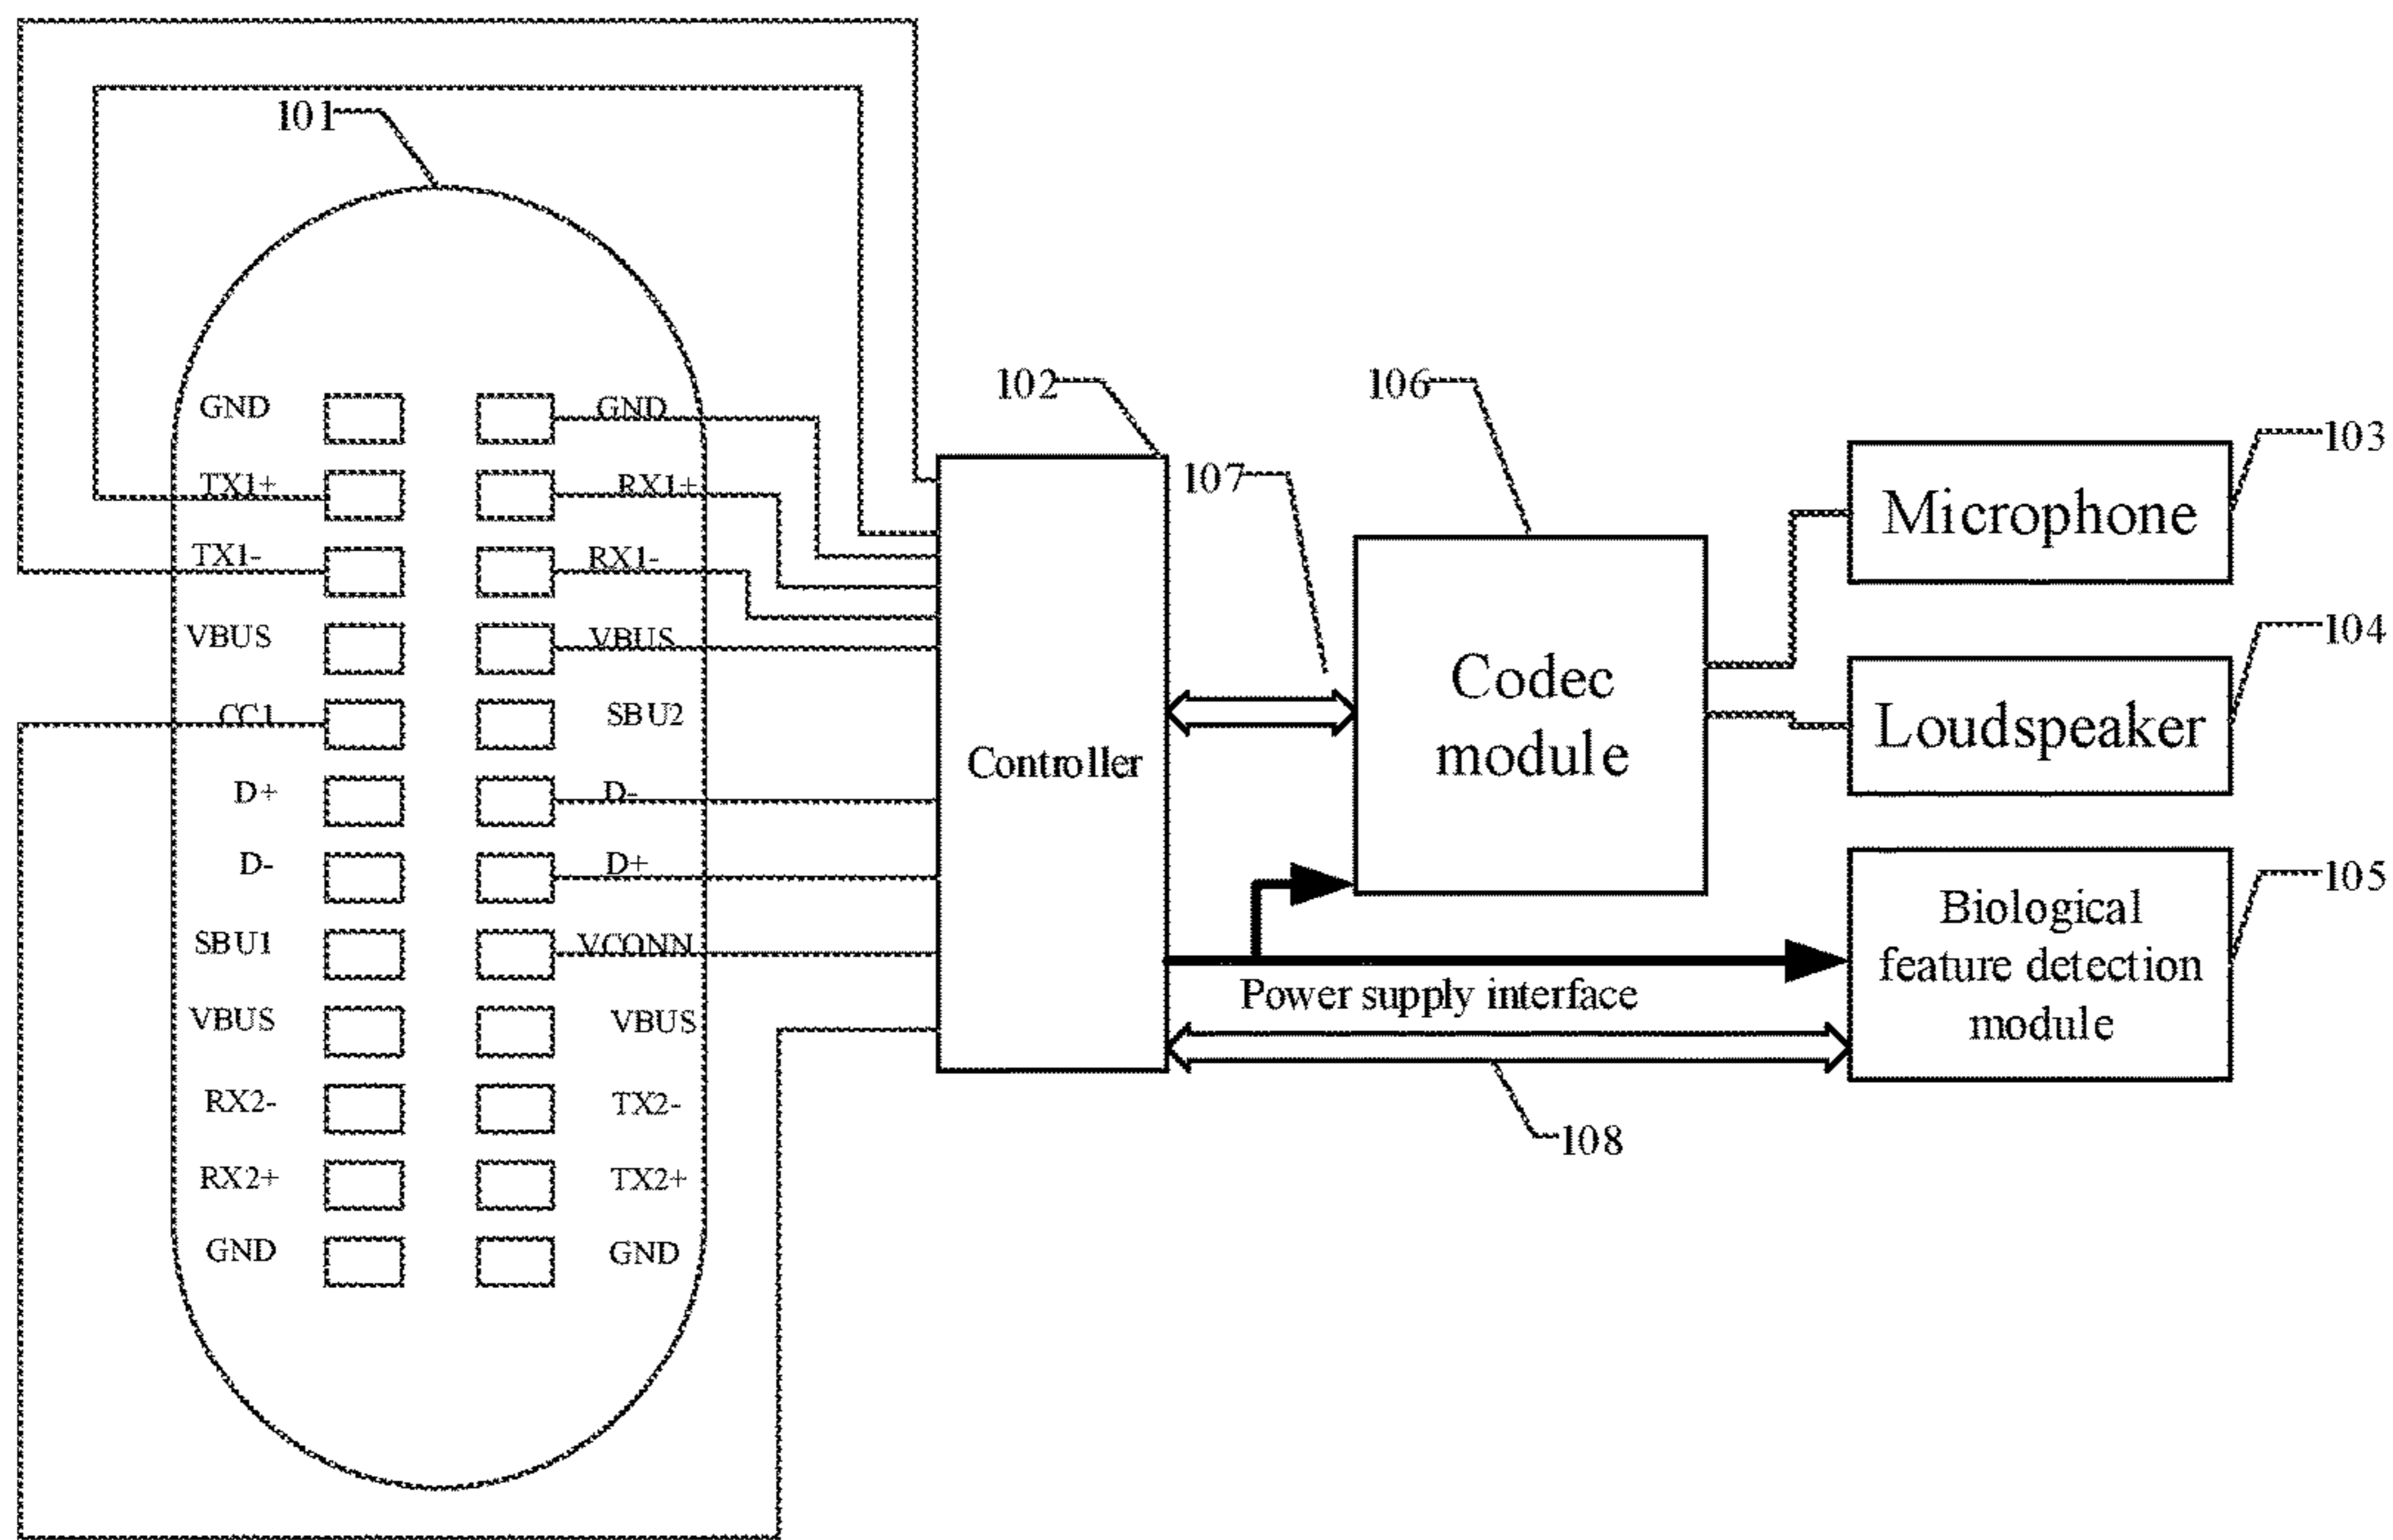 101
GND GND
TX1+ RX1+
TX1- RX1-
VBUS VBUS
CC1 SBU2
D+ D-
D- D+
SBU1 VCONN
VBUS VBUS
RX2- TX2-
RX2+ TX2+
GND GND
102
Controller
107
106
Codec
module
103
Microphone
104
Loudspeaker
105
Biological
feature detection
module
Power supply interface
108